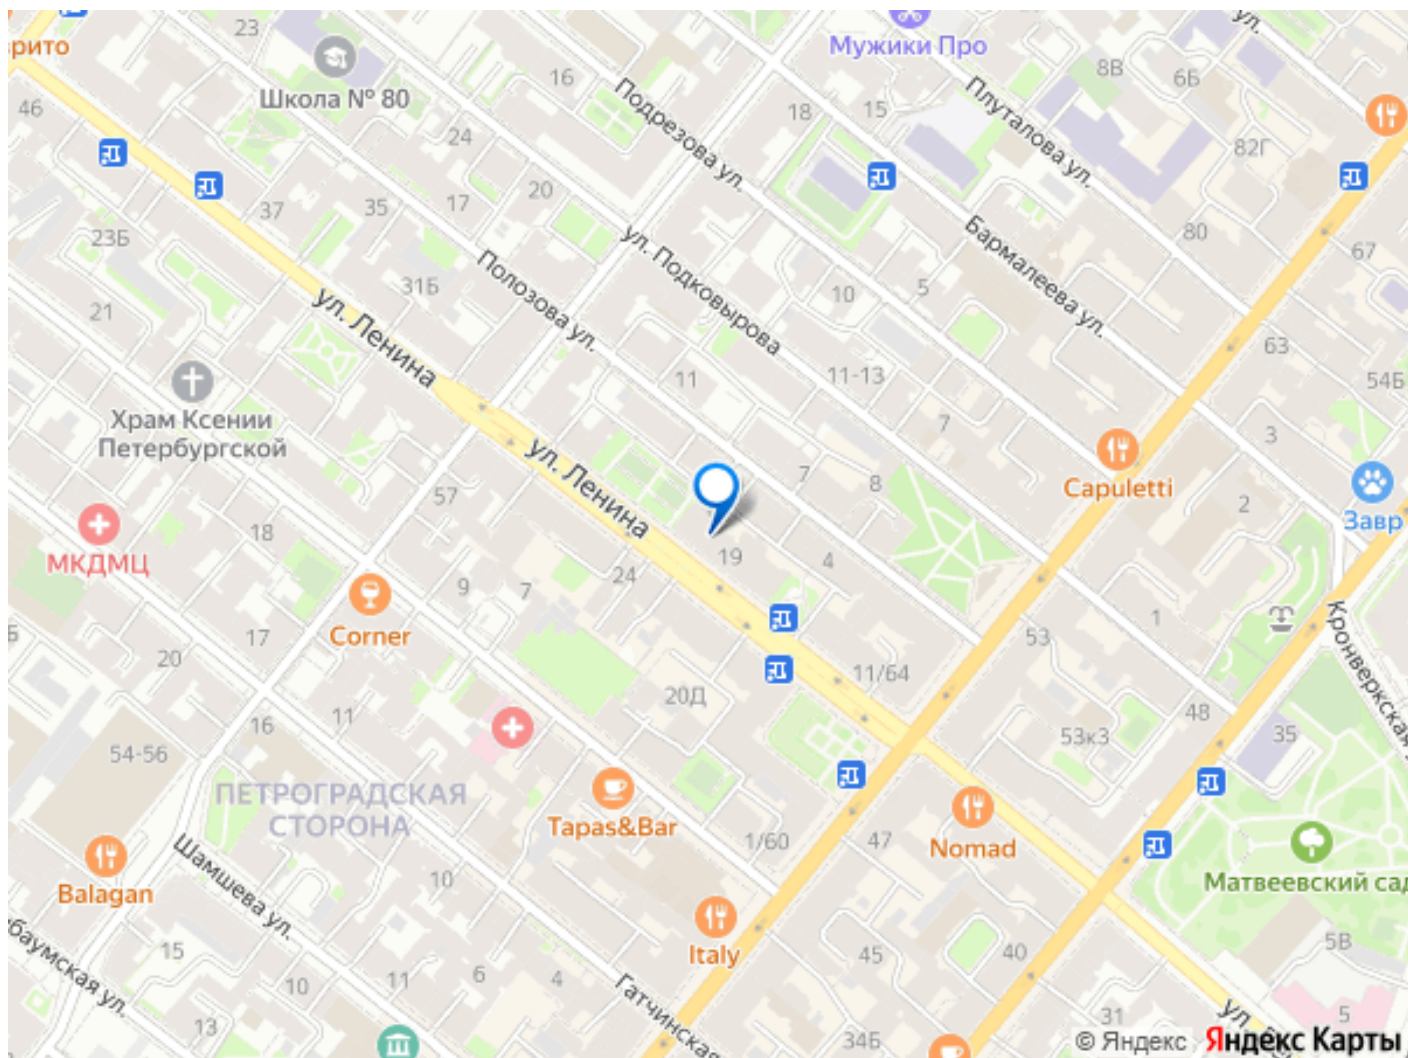 23
рито
Мужики Про
ул.
8В
6Б
16
Школа № 80
46
Подрезова ул.
18
15
Плуталова ул.
24
82Г
20
17
35
37
23Б
ул. Подковырова
Бармалеева ул.
80
67
Полозова ул.
31Б
10
5
21
ул. Ленина
63
54Б
11
11-13
Храм Ксении
Петербургской
7
3
ул. Ленина
57
7
8
Capuletti
2
Завр
18
МКДМЦ
19
4
24
9
7
Corner
17
1
Кронверкская
53
20
11/64
20Д
16
11
48
35
53к3
54-56
ПЕТРОГРАДСКАЯ
СТОРОНА
Tapas&Bar
1/60
47
Nomad
Balagan
Шамшева ул.
10
Матвеевский сад
баумская ул.
15
11
6
4
Italy
45
40
5В
10
Гатчинская
13
34Б
31
ул.
5
© Яндекс Яндекс Карты